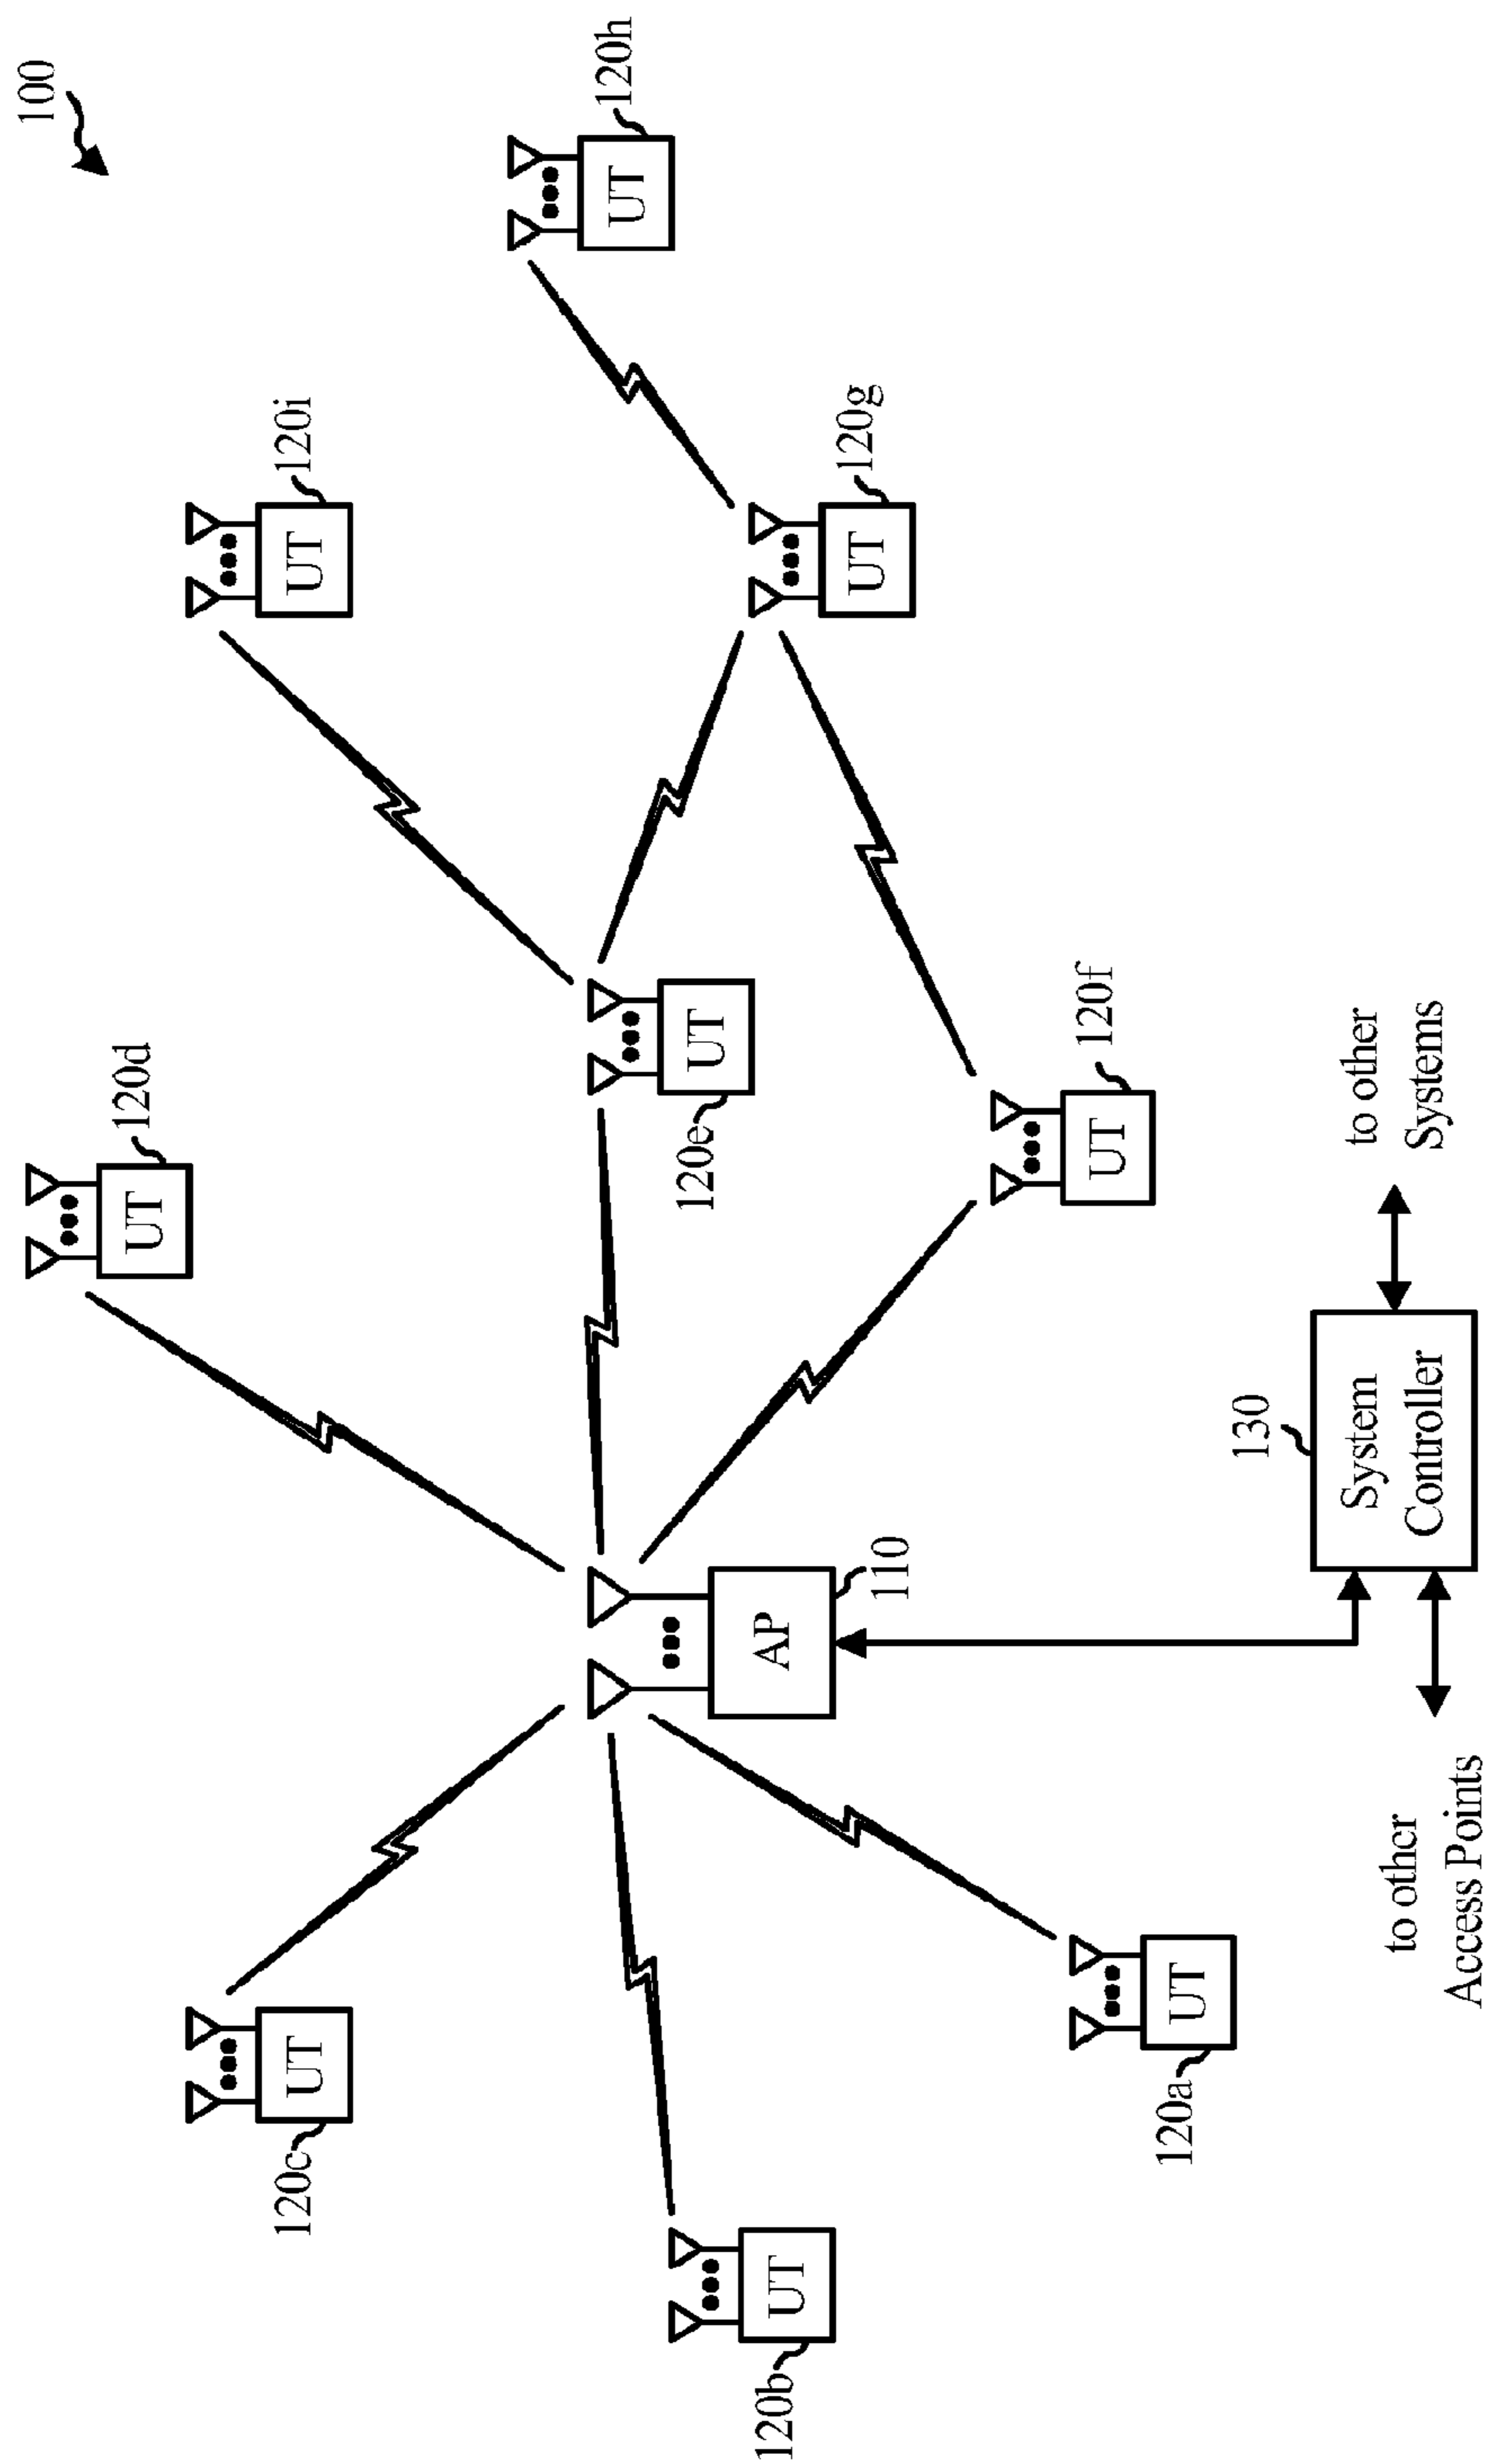 100
120d
UT
120i
UT
120c
UT
120h
UT
120e
UT
120g
UT
120b
UT
AP
110
120f
UT
120a
UT
130
System
Controller
to other
Systems
to other
Access Points